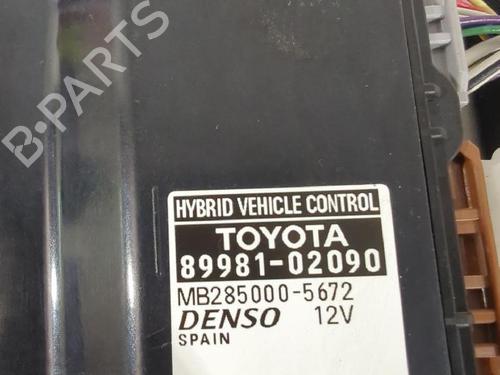 B-PARTS
HYBRID VEHICLE CONTROL
TOYOTA
89981-02090
MB285000-5672
DENSO 12V
SPAIN